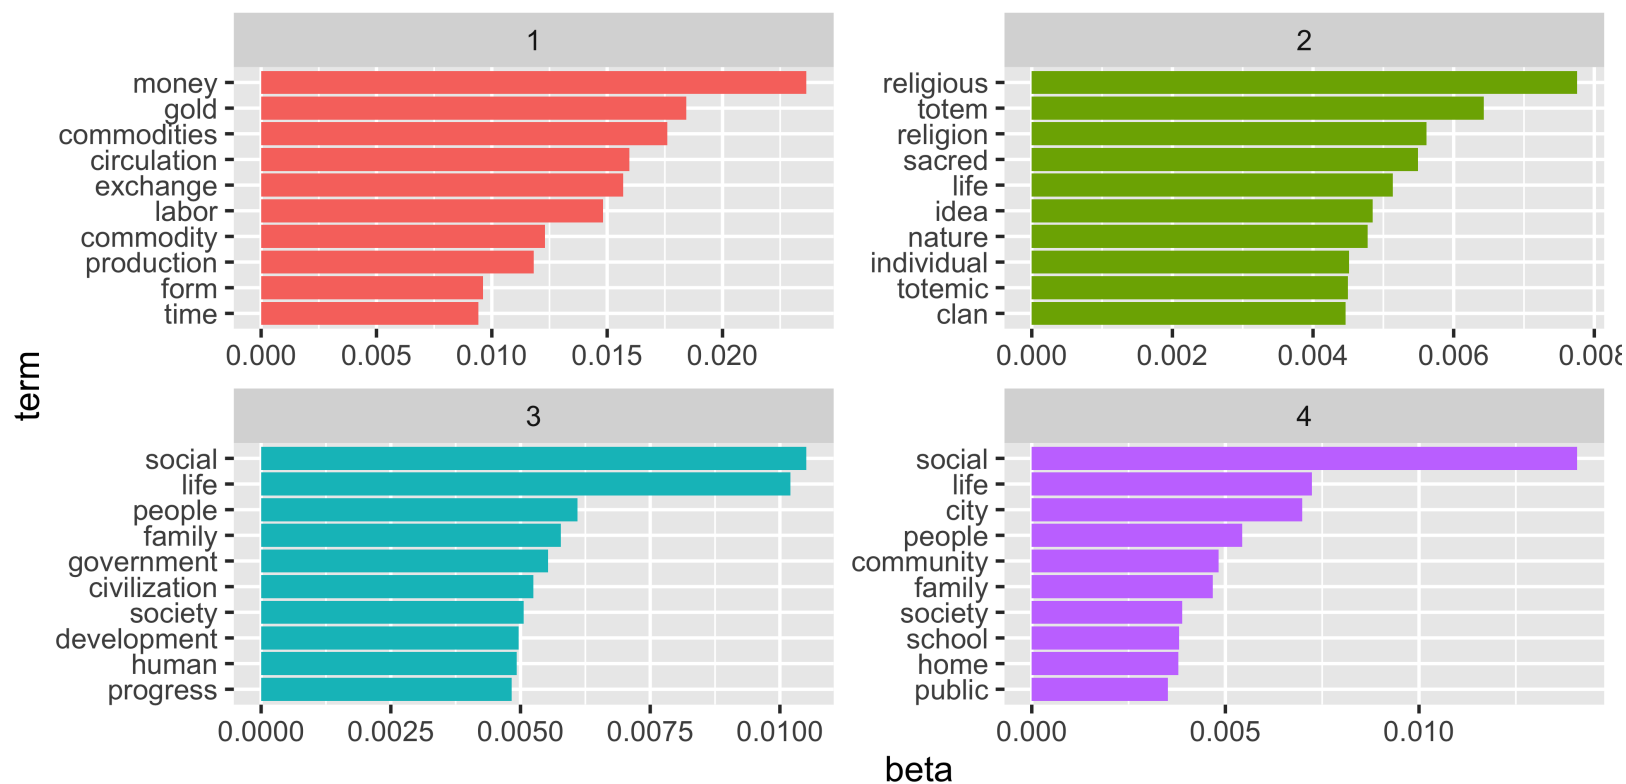 1
money
gold
commodities
circulation
exchange
labor
commodity
production
form
time
0.000 0.005 0.010 0.015 0.020
2
religious
totem
religion
sacred
life
idea
nature
individual
totemic
clan
0.000 0.002 0.004 0.006 0.008
term
3
social
life
people
family
government
civilization
society
development
human
progress
0.0000 0.0025 0.0050 0.0075 0.0100
4
social
life
city
people
community
family
society
school
home
public
0.000 0.005 0.010
beta